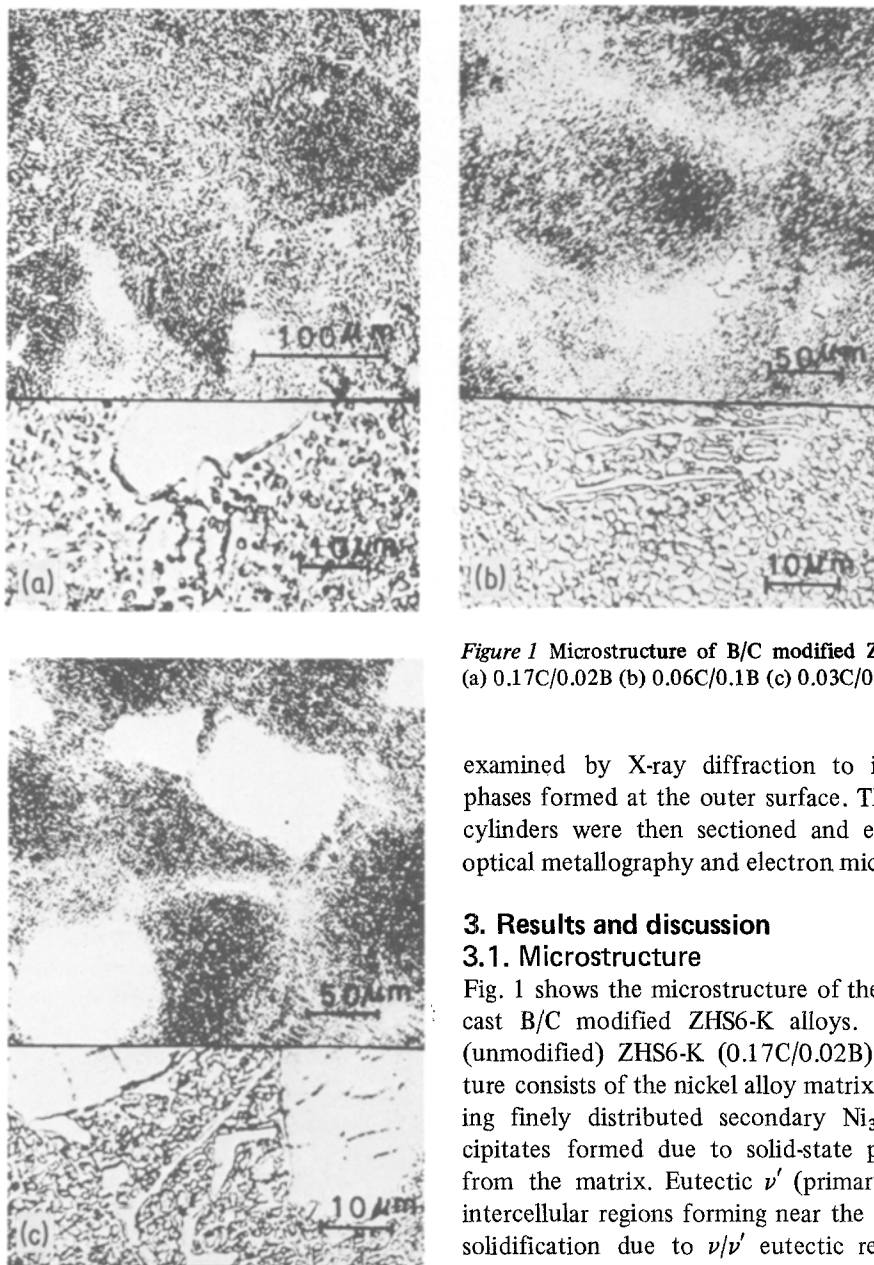 100μm
10μm
(a)
50μm
10μm
(b)
Figure 1 Microstructure of B/C modified Z
(a) 0.17C/0.02B (b) 0.06C/0.1B (c) 0.03C/0
50μm
10μm
(c)
examined by X-ray diffraction to i
phases formed at the outer surface. Tl
cylinders were then sectioned and e
optical metallography and electron mic
3. Results and discussion
3.1. Microstructure
Fig. 1 shows the microstructure of the
cast B/C modified ZHS6-K alloys.
(unmodified) ZHS6-K (0.17C/0.02B)
ture consists of the nickel alloy matrix
ing finely distributed secondary Ni₃
cipitates formed due to solid-state p
from the matrix. Eutectic ν′ (primar
intercellular regions forming near the
solidification due to ν/ν′ eutectic re